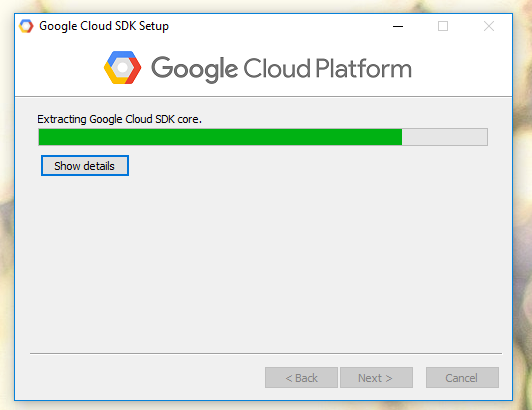 Google Cloud SDK Setup
Google Cloud Platform
Extracting Google Cloud SDK core.
Show details
< Back
Next >
Cancel